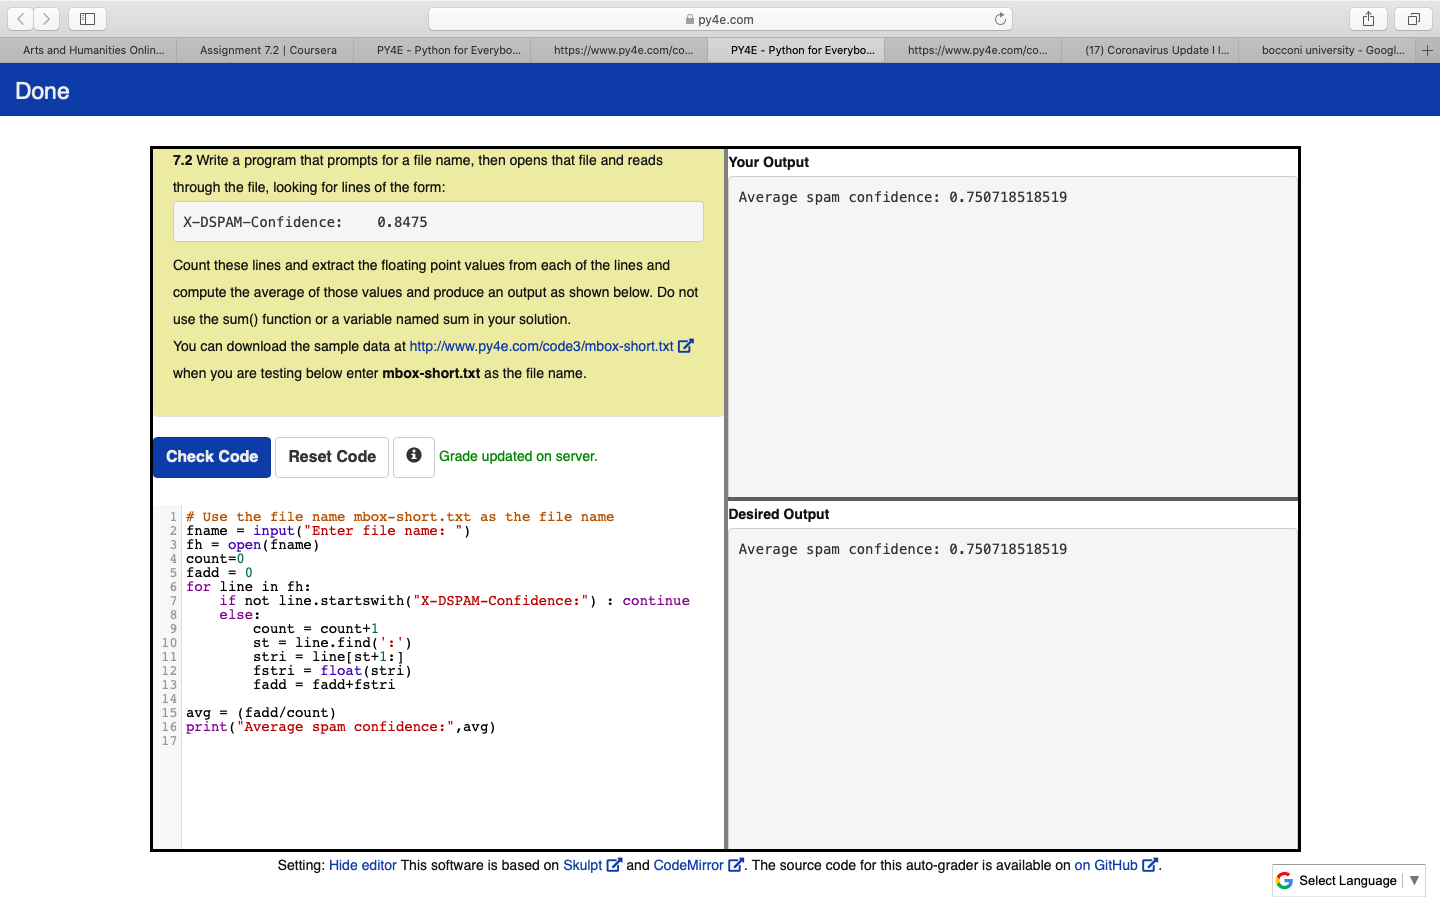 py4e.com
Arts and Humanities Onlin...
Assignment 7.2 | Coursera
PY4E - Python for Everybo...
https://www.py4e.com/co...
PY4E - Python for Everybo...
https://www.py4e.com/co...
(17) Coronavirus Update I I...
bocconi university - Googl...
Done
7.2 Write a program that prompts for a file name, then opens that file and reads
through the file, looking for lines of the form:
X-DSPAM-Confidence:    0.8475
Count these lines and extract the floating point values from each of the lines and
compute the average of those values and produce an output as shown below. Do not
use the sum() function or a variable named sum in your solution.
You can download the sample data at http://www.py4e.com/code3/mbox-short.txt
when you are testing below enter mbox-short.txt as the file name.
Check Code
Reset Code
Grade updated on server.
1 # Use the file name mbox-short.txt as the file name
2 fname = input("Enter file name: ")
3 fh = open(fname)
4 count=0
5 fadd = 0
6 for line in fh:
7     if not line.startswith("X-DSPAM-Confidence:") : continue
8     else:
9         count = count+1
10         st = line.find(':')
11         stri = line[st+1:]
12         fstri = float(stri)
13         fadd = fadd+fstri
14
15 avg = (fadd/count)
16 print("Average spam confidence:",avg)
17
Your Output
Average spam confidence: 0.750718518519
Desired Output
Average spam confidence: 0.750718518519
Setting: Hide editor This software is based on Skulpt and CodeMirror . The source code for this auto-grader is available on on GitHub .
Select Language